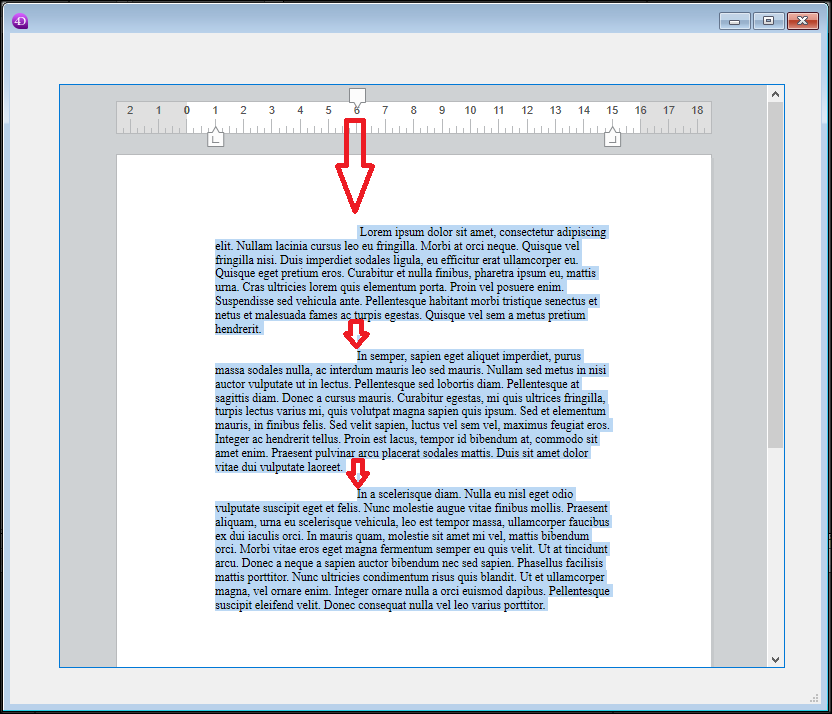 4D
2 1 0 1 2 3 4 5 6 7 8 9 10 11 12 13 14 15 16 17 18
Lorem ipsum dolor sit amet, consectetur adipiscing
elit. Nullam lacinia cursus leo eu fringilla. Morbi at orci neque. Quisque vel
fringilla nisi. Duis imperdiet sodales ligula, eu efficitur erat ullamcorper eu.
Quisque eget pretium eros. Curabitur et nulla finibus, pharetra ipsum eu, mattis
urna. Cras ultricies lorem quis elementum porta. Proin vel posuere enim.
Suspendisse sed vehicula ante. Pellentesque habitant morbi tristique senectus et
netus et malesuada fames ac turpis egestas. Quisque vel sem a metus pretium
hendrerit.
In semper, sapien eget aliquet imperdiet, purus
massa sodales nulla, ac interdum mauris leo sed mauris. Nullam sed metus in nisi
auctor vulputate ut in lectus. Pellentesque sed lobortis diam. Pellentesque at
sagittis diam. Donec a cursus mauris. Curabitur egestas, mi quis ultrices fringilla,
turpis lectus varius mi, quis volutpat magna sapien quis ipsum. Sed et elementum
mauris, in finibus felis. Sed velit sapien, luctus vel sem vel, maximus feugiat eros.
Integer ac hendrerit tellus. Proin est lacus, tempor id bibendum at, commodo sit
amet enim. Praesent pulvinar arcu placerat sodales mattis. Duis sit amet dolor
vitae dui vulputate laoreet.
In a scelerisque diam. Nulla eu nisl eget odio
vulputate suscipit eget et felis. Nunc molestie augue vitae finibus mollis. Praesent
aliquam, urna eu scelerisque vehicula, leo est tempor massa, ullamcorper faucibus
ex dui iaculis orci. In mauris quam, molestie sit amet mi vel, mattis bibendum
orci. Morbi vitae eros eget magna fermentum semper eu quis velit. Ut at tincidunt
arcu. Donec a neque a sapien auctor bibendum nec sed sapien. Phasellus facilisis
mattis porttitor. Nunc ultricies condimentum risus quis blandit. Ut et ullamcorper
magna, vel ornare enim. Integer ornare nulla a orci euismod dapibus. Pellentesque
suscipit eleifend velit. Donec consequat nulla vel leo varius porttitor.